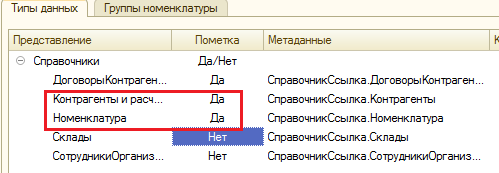 Типы данных Группы номенклатуры
Представление Пометка Метаданные К
Справочники Да/Нет
ДоговорыКонтраген... Да СправочникСсылка.ДоговорыКонтраген
Контрагенты и расч... Да СправочникСсылка.Контрагенты
Номенклатура Да СправочникСсылка.Номенклатура
Склады Нет СправочникСсылка.Склады
СотрудникиОрганиз... Нет СправочникСсылка.СотрудникиОрганиз